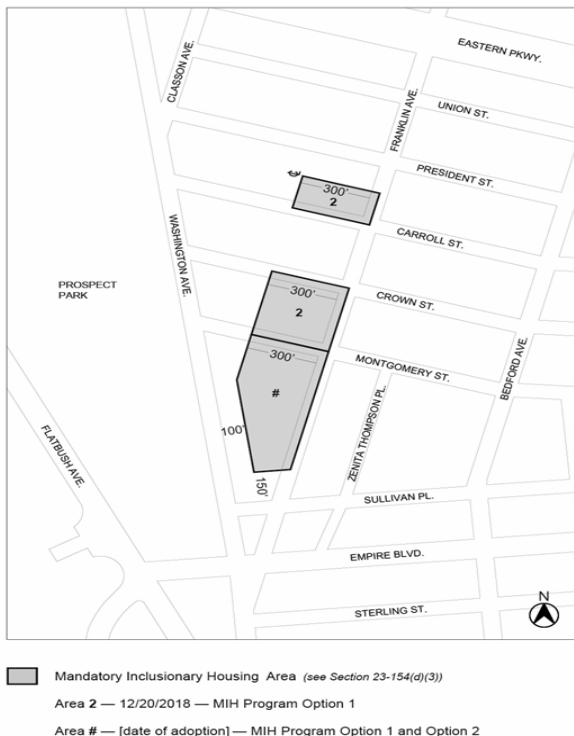 EASTERN PKWY.
CLASSON AVE.
UNION ST.
FRANKLIN AVE.
PRESIDENT ST.
300'
2
CARROLL ST.
WASHINGTON AVE.
PROSPECT
PARK
300'
CROWN ST.
2
300'
MONTGOMERY ST.
BEDFORD AVE.
#
ZENITA THOMPSON PL.
100'
FLATBUSH AVE.
150'
SULLIVAN PL.
EMPIRE BLVD.
N
STERLING ST.
Mandatory Inclusionary Housing Area (see Section 23-154(d)(3))
Area 2 — 12/20/2018 — MIH Program Option 1
Area # — [date of adoption] — MIH Program Option 1 and Option 2